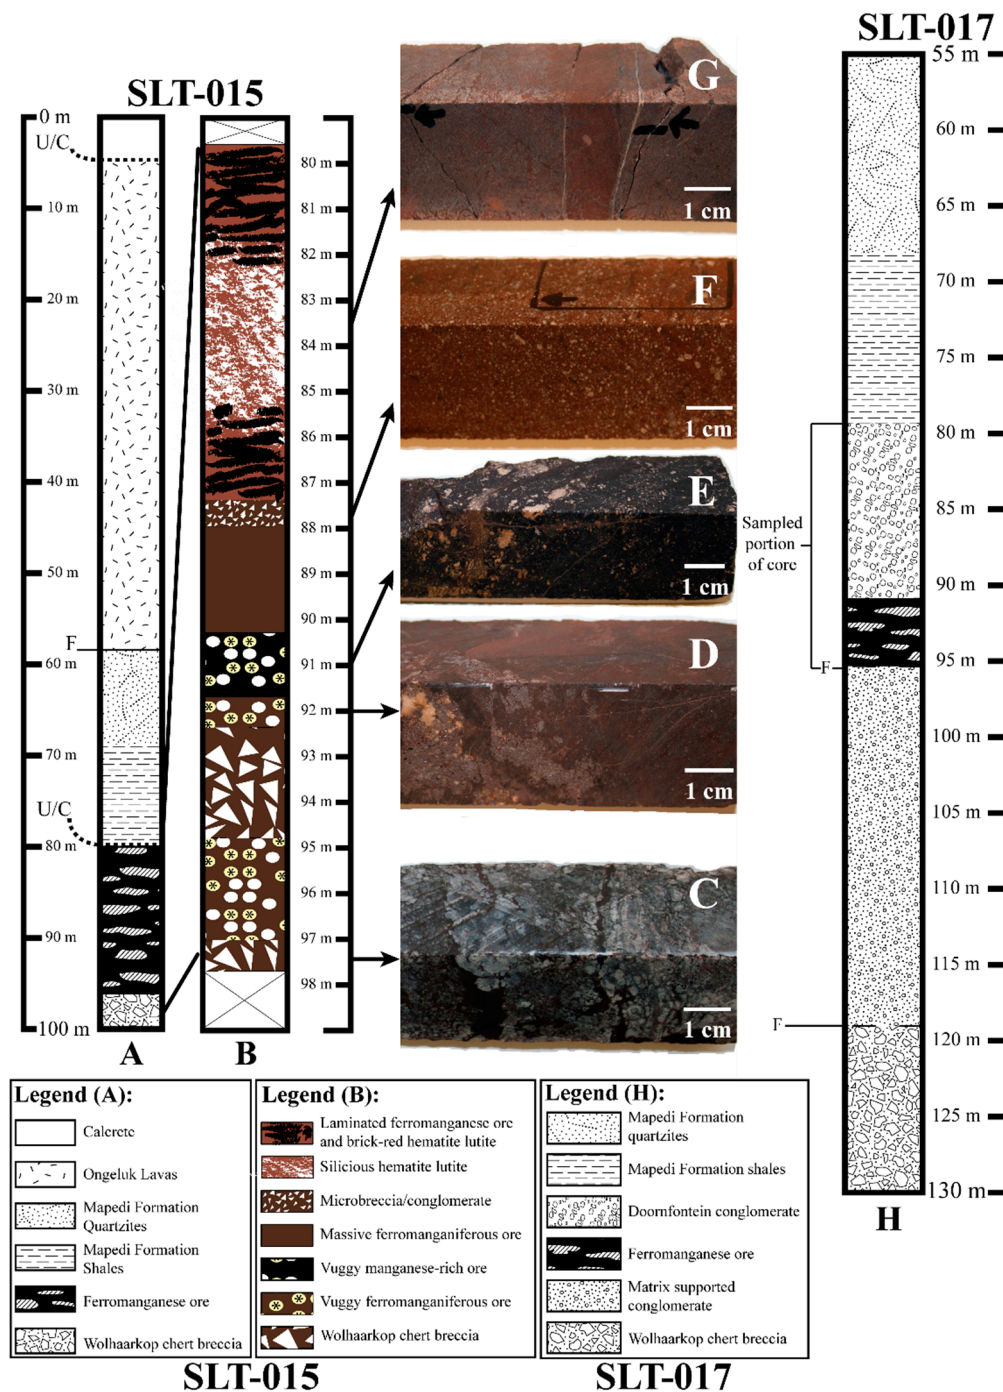 SLT-015
SLT-017
0 m
U/C
10 m
20 m
30 m
40 m
50 m
F
60 m
70 m
U/C
80 m
90 m
100 m
A
80 m
81 m
82 m
83 m
84 m
85 m
86 m
87 m
88 m
89 m
90 m
91 m
92 m
93 m
94 m
95 m
96 m
97 m
98 m
B
G
1 cm
F
1 cm
E
1 cm
D
1 cm
C
1 cm
55 m
60 m
65 m
70 m
75 m
80 m
85 m
90 m
95 m
100 m
105 m
110 m
115 m
120 m
125 m
130 m
Sampled
portion
of core
F
F
H
Legend (A):
Calcrete
Ongeluk Lavas
Mapedi Formation
Quartzites
Mapedi Formation
Shales
Ferromanganese ore
Wolhaarkop chert breccia
SLT-015
Legend (B):
Laminated ferromanganese ore
and brick-red hematite lutite
Silicious hematite lutite
Microbreccia/conglomerate
Massive ferromanganiferous ore
Vuggy manganese-rich ore
Vuggy ferromanganiferous ore
Wolhaarkop chert breccia
Legend (H):
Mapedi Formation
quartzites
Mapedi Formation shales
Doornfontein conglomerate
Ferromanganese ore
Matrix supported
conglomerate
Wolhaarkop chert breccia
SLT-017